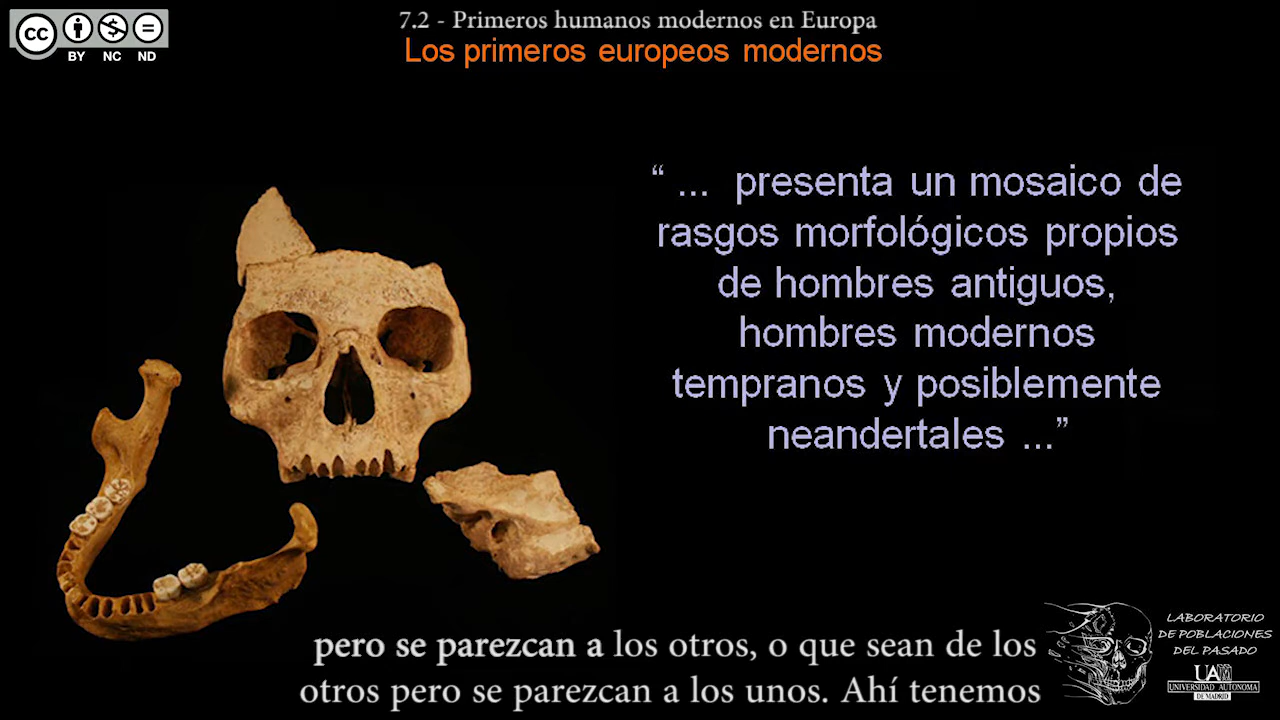 cc
BY NC ND
7.2 - Primeros humanos modernos en Europa
Los primeros europeos modernos
“ ... presenta un mosaico de
rasgos morfológicos propios
de hombres antiguos,
hombres modernos
tempranos y posiblemente
neandertales ...”
pero se parezcan a los otros, o que sean de los
otros pero se parezcan a los unos. Ahí tenemos
LABORATORIO
DE POBLACIONES
DEL PASADO
UAM
UNIVERSIDAD AUTONOMA
DE MADRID